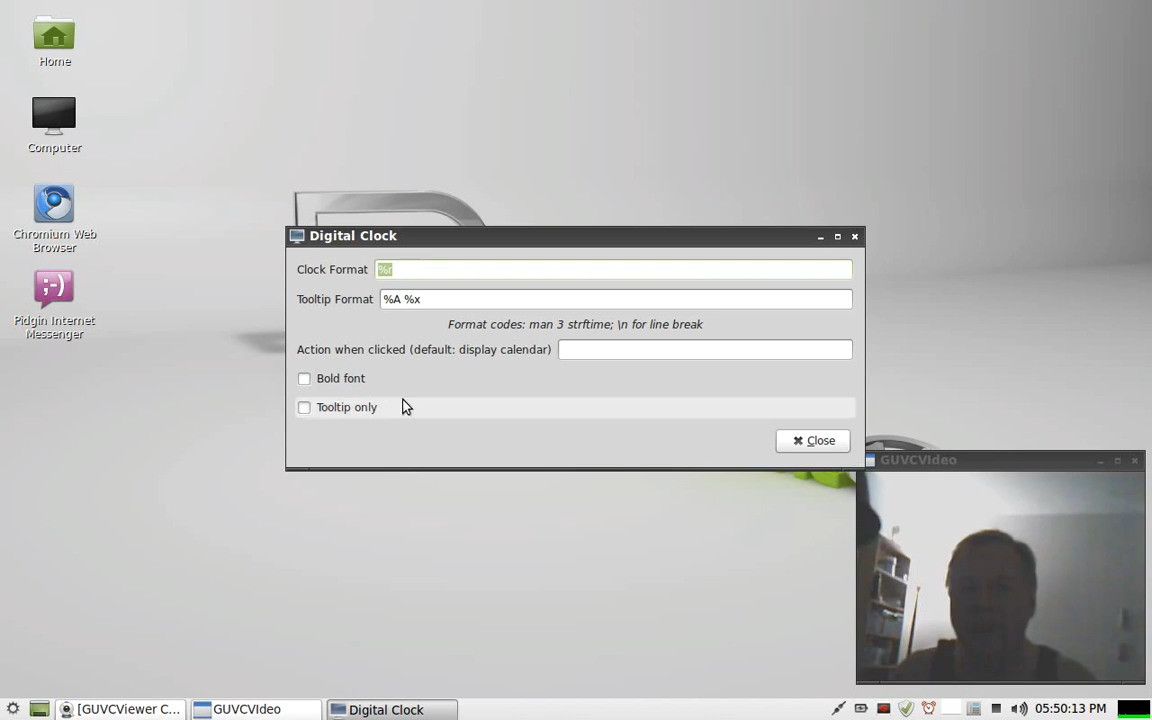 Home
Computer
Chromium Web
Browser
Pidgin Internet
Messenger
Digital Clock
Clock Format %r
Tooltip Format %A %x
Format codes: man 3 strftime; \n for line break
Action when clicked (default: display calendar)
Bold font
Tooltip only
Close
GUVCVIdeo
[GUVCViewer C...
GUVCVIdeo
Digital Clock
05:50:13 PM